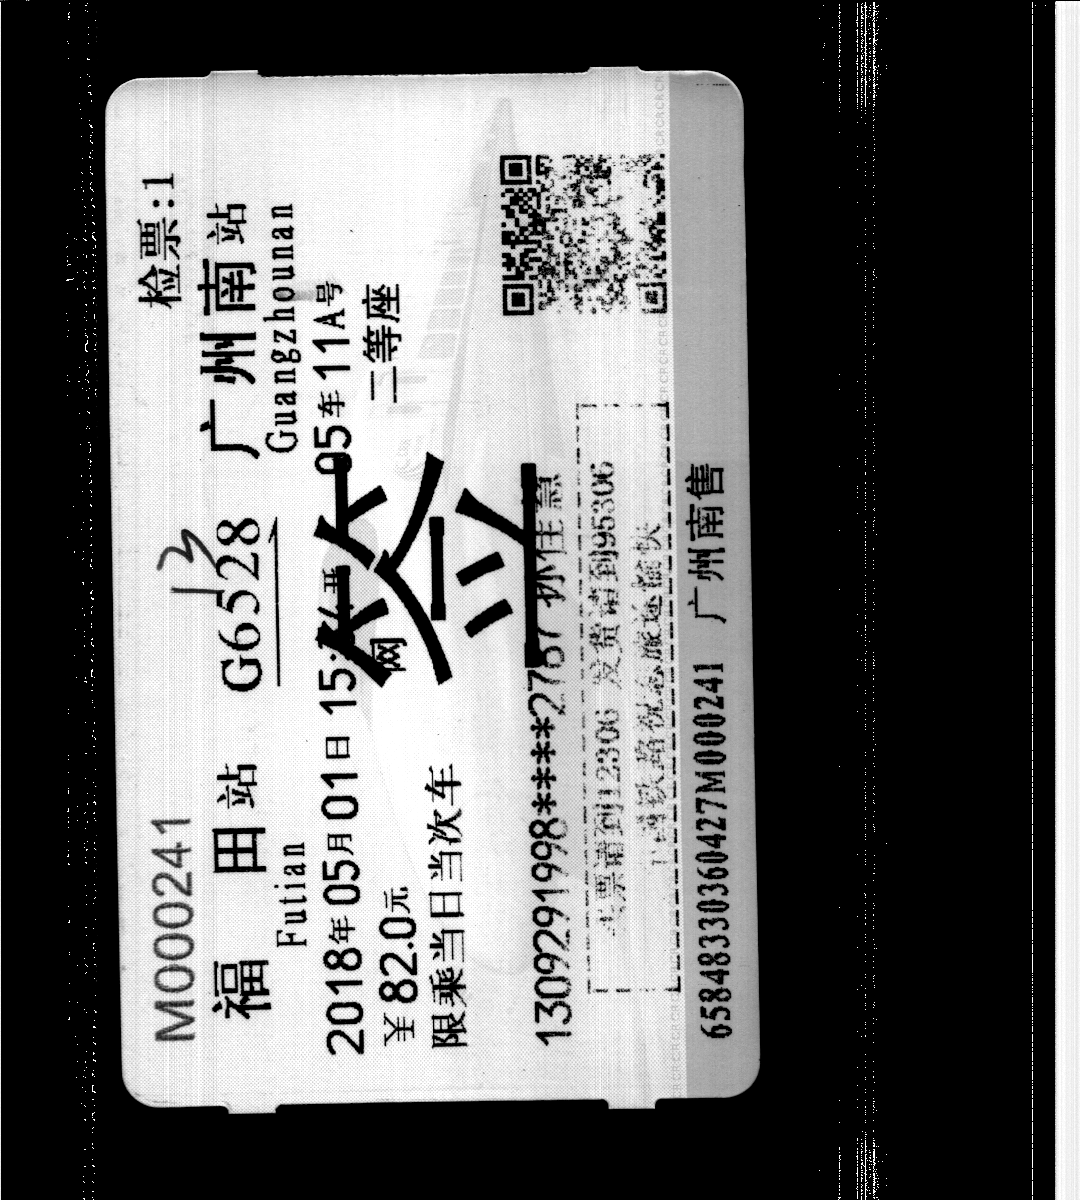 M000241 检票:1
13
福田站 G6528 广州南站
Futian Guangzhounan
2018年05月01日 15: 开 05车11A号
￥82.0元 网 二等座
限乘当日当次车
签
1309291998****2787 孙佳
买票请到12306 发货请到95306
中国铁路祝您旅途愉快
65848330360427M000241 广州南售